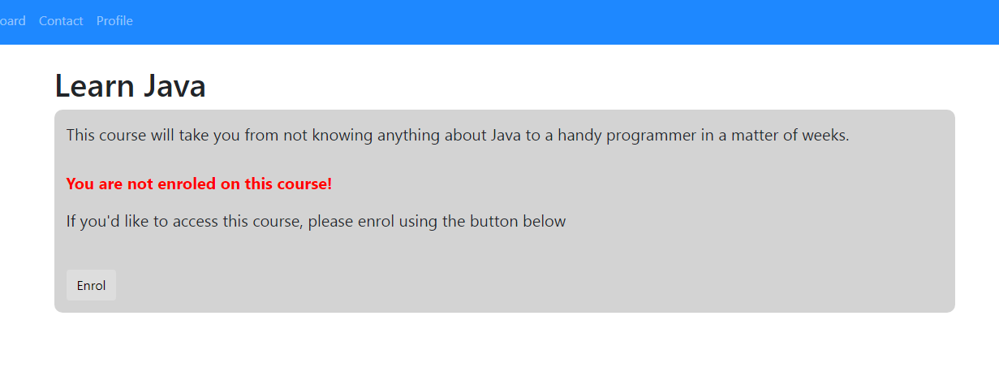 oard Contact Profile
Learn Java
This course will take you from not knowing anything about Java to a handy programmer in a matter of weeks.
You are not enroled on this course!
If you'd like to access this course, please enrol using the button below
Enrol